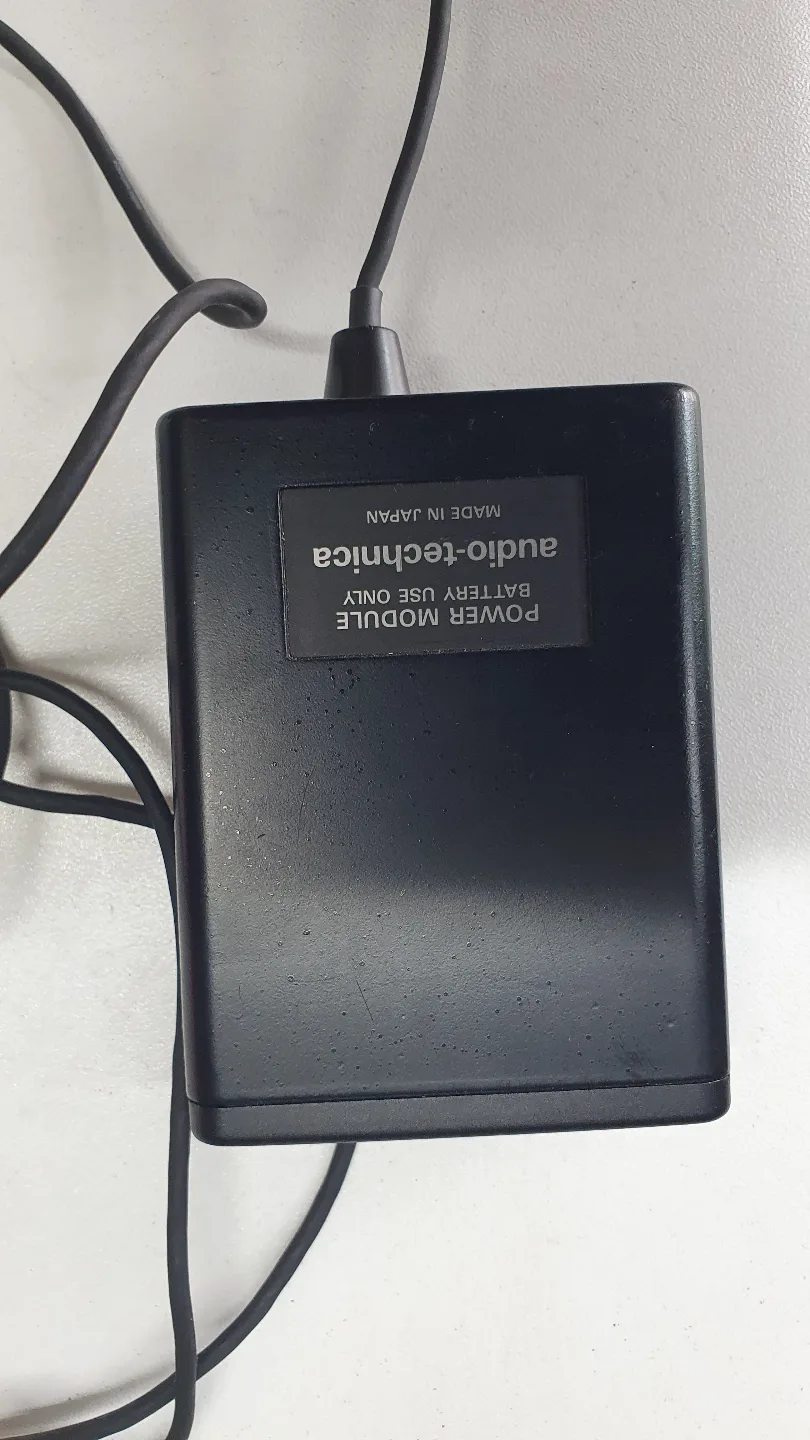 POWER MODULE
BATTERY USE ONLY
audio-technica
MADE IN JAPAN